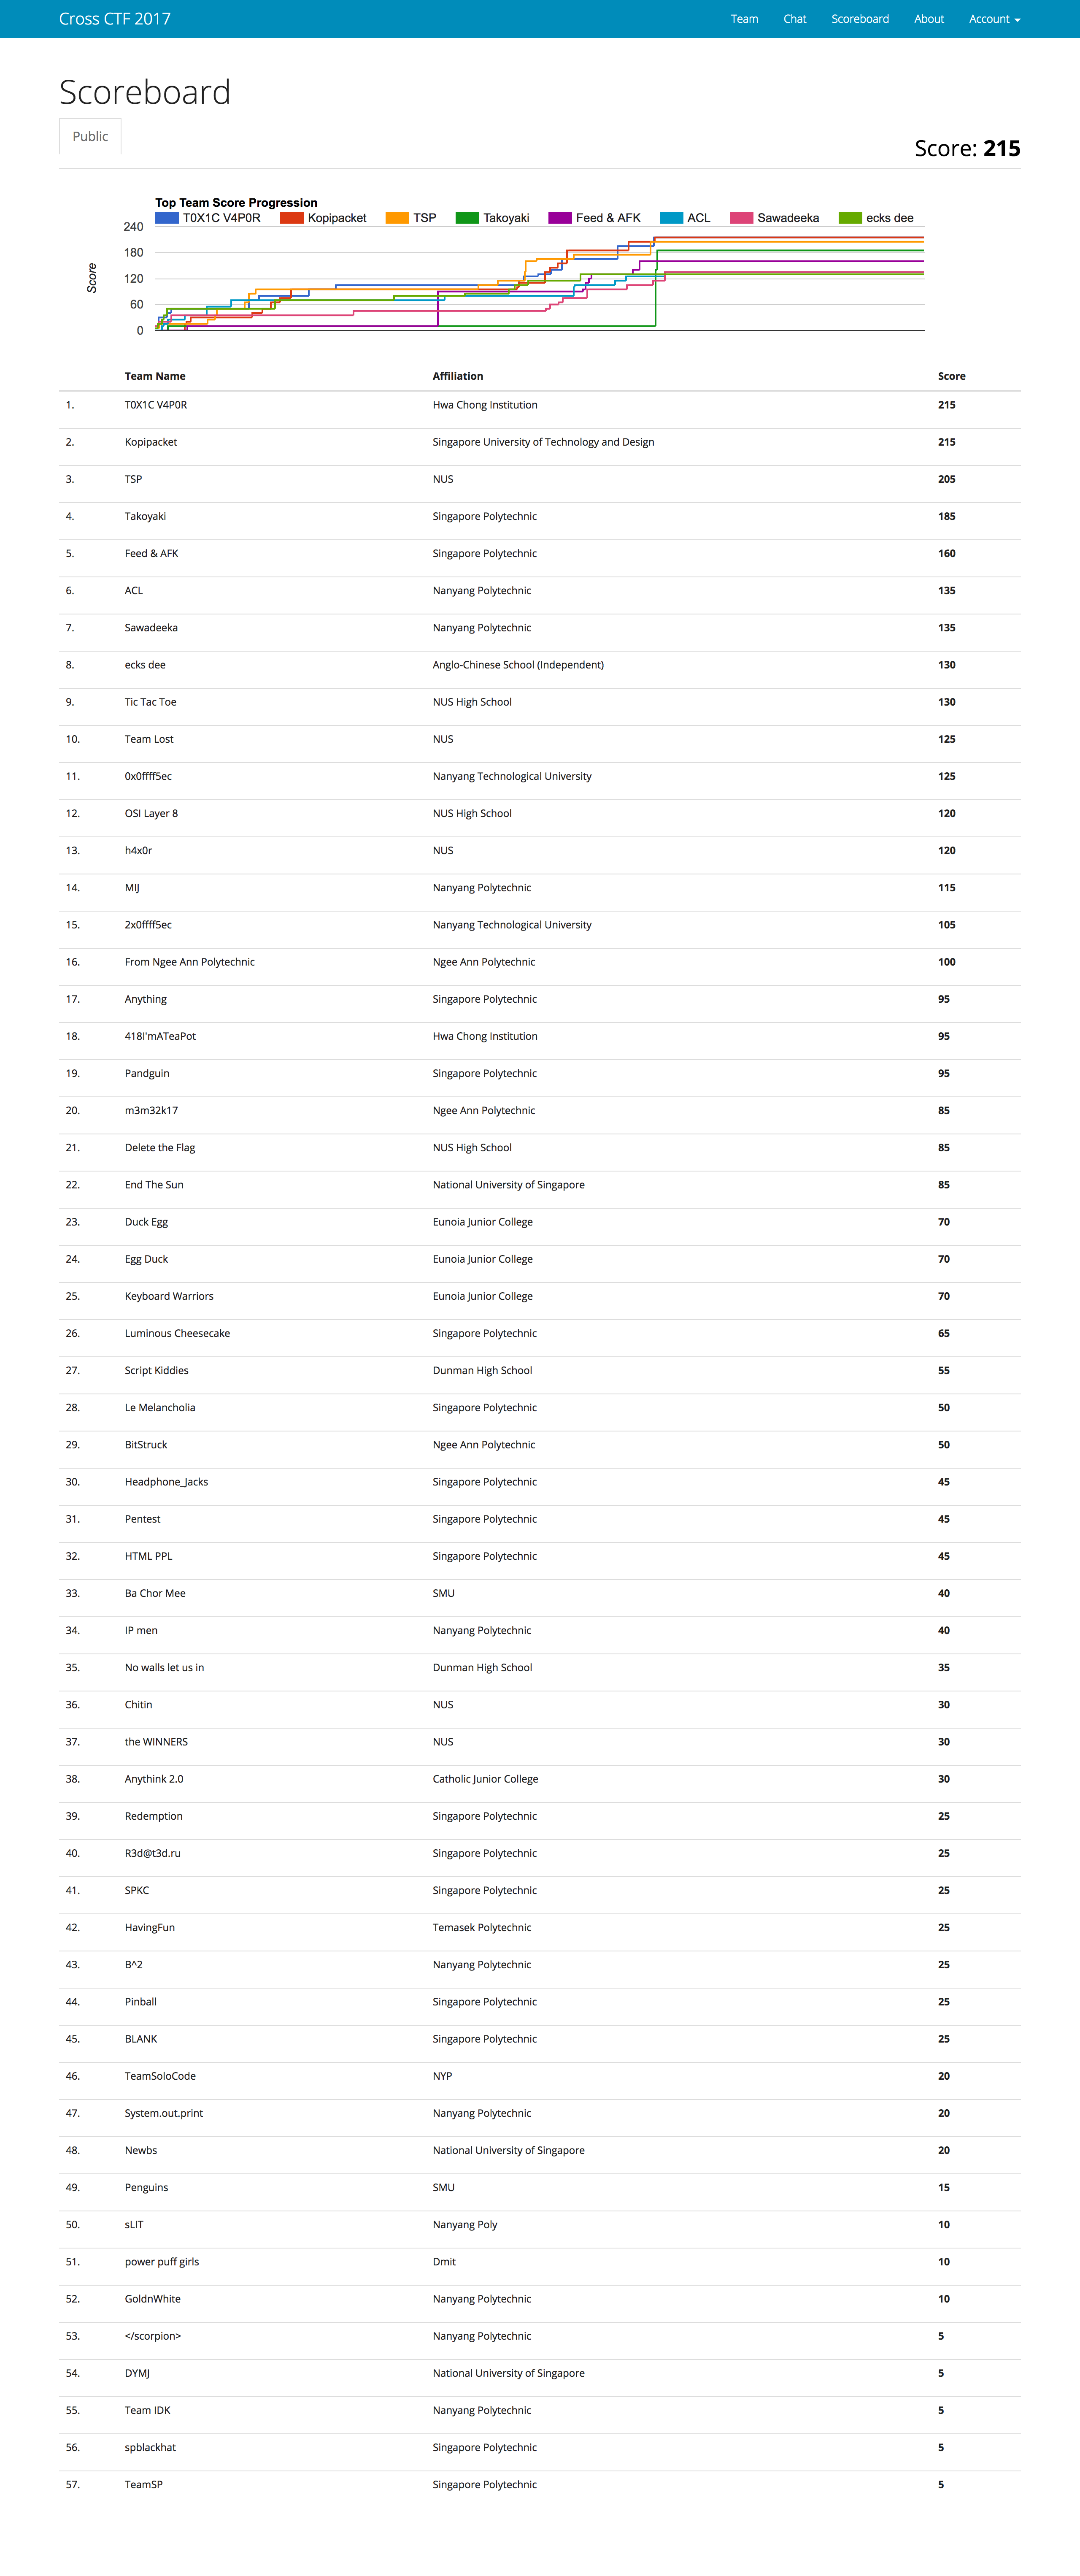 Cross CTF 2017 Team Chat Scoreboard About Account
Scoreboard
Public
Score: 215
Top Team Score Progression
T0X1C V4P0R Kopipacket TSP Takoyaki Feed & AFK ACL Sawadeeka ecks dee
240
180
120
60
0
Score
Team Name Affiliation Score
1. T0X1C V4P0R Hwa Chong Institution 215
2. Kopipacket Singapore University of Technology and Design 215
3. TSP NUS 205
4. Takoyaki Singapore Polytechnic 185
5. Feed & AFK Singapore Polytechnic 160
6. ACL Nanyang Polytechnic 135
7. Sawadeeka Nanyang Polytechnic 135
8. ecks dee Anglo-Chinese School (Independent) 130
9. Tic Tac Toe NUS High School 130
10. Team Lost NUS 125
11. 0x0ffff5ec Nanyang Technological University 125
12. OSI Layer 8 NUS High School 120
13. h4x0r NUS 120
14. MIJ Nanyang Polytechnic 115
15. 2x0ffff5ec Nanyang Technological University 105
16. From Ngee Ann Polytechnic Ngee Ann Polytechnic 100
17. Anything Singapore Polytechnic 95
18. 418I'mATeaPot Hwa Chong Institution 95
19. Pandguin Singapore Polytechnic 95
20. m3m32k17 Ngee Ann Polytechnic 85
21. Delete the Flag NUS High School 85
22. End The Sun National University of Singapore 85
23. Duck Egg Eunoia Junior College 70
24. Egg Duck Eunoia Junior College 70
25. Keyboard Warriors Eunoia Junior College 70
26. Luminous Cheesecake Singapore Polytechnic 65
27. Script Kiddies Dunman High School 55
28. Le Melancholia Singapore Polytechnic 50
29. BitStruck Ngee Ann Polytechnic 50
30. Headphone_Jacks Singapore Polytechnic 45
31. Pentest Singapore Polytechnic 45
32. HTML PPL Singapore Polytechnic 45
33. Ba Chor Mee SMU 40
34. IP men Nanyang Polytechnic 40
35. No walls let us in Dunman High School 35
36. Chitin NUS 30
37. the WINNERS NUS 30
38. Anythink 2.0 Catholic Junior College 30
39. Redemption Singapore Polytechnic 25
40. R3d@t3d.ru Singapore Polytechnic 25
41. SPKC Singapore Polytechnic 25
42. HavingFun Temasek Polytechnic 25
43. B^2 Nanyang Polytechnic 25
44. Pinball Singapore Polytechnic 25
45. BLANK Singapore Polytechnic 25
46. TeamSoloCode NYP 20
47. System.out.print Nanyang Polytechnic 20
48. Newbs National University of Singapore 20
49. Penguins SMU 15
50. sLIT Nanyang Poly 10
51. power puff girls Dmit 10
52. GoldnWhite Nanyang Polytechnic 10
53. </scorpion> Nanyang Polytechnic 5
54. DYMJ National University of Singapore 5
55. Team IDK Nanyang Polytechnic 5
56. spblackhat Singapore Polytechnic 5
57. TeamSP Singapore Polytechnic 5